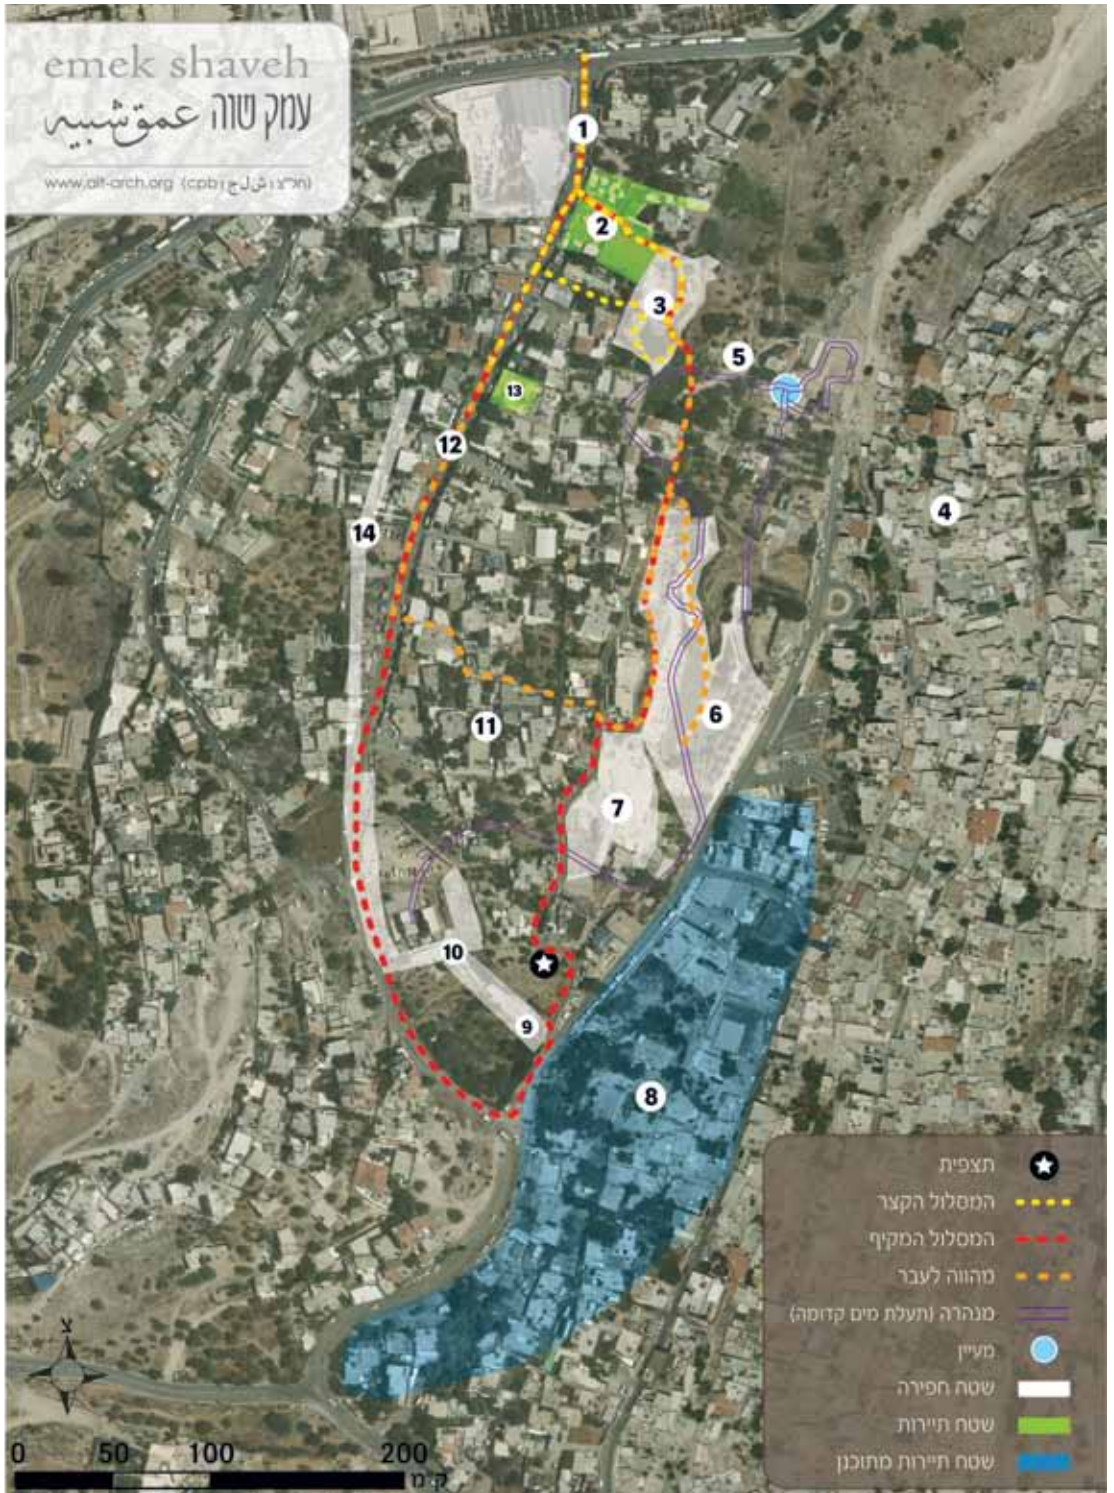 emek shaveh
עמק שוה عمق شبيه
www.alt-arch.org
1
2
3
5
13
12
4
14
6
11
7
10
9
8
תצפית
המסלול הקצר
המסלול המקיף
מהווה לעבר
מנהרה (תעלת מים קדומה)
מעיין
שטח חפירה
שטח תיירות
שטח תיירות מתוכנן
צ
0 50 100 200
ק.מ